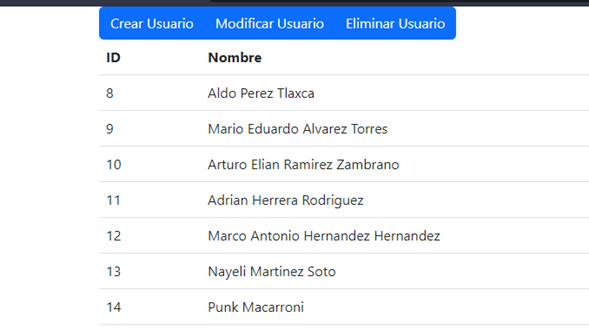 Crear Usuario Modificar Usuario Eliminar Usuario
ID Nombre
8 Aldo Perez Tlaxca
9 Mario Eduardo Alvarez Torres
10 Arturo Elian Ramirez Zambrano
11 Adrian Herrera Rodriguez
12 Marco Antonio Hernandez Hernandez
13 Nayeli Martinez Soto
14 Punk Macarroni